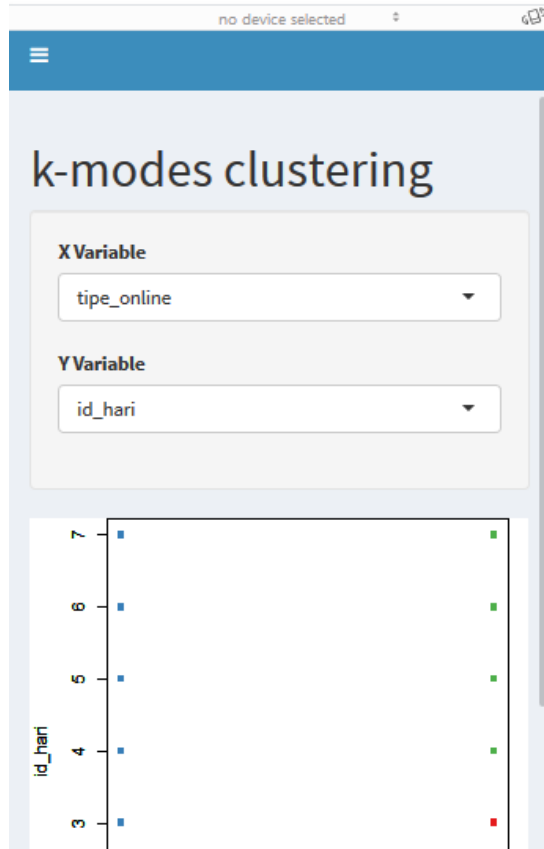 no device selected
k-modes clustering
X Variable
tipe_online
Y Variable
id_hari
7
6
5
4
3
id_hari